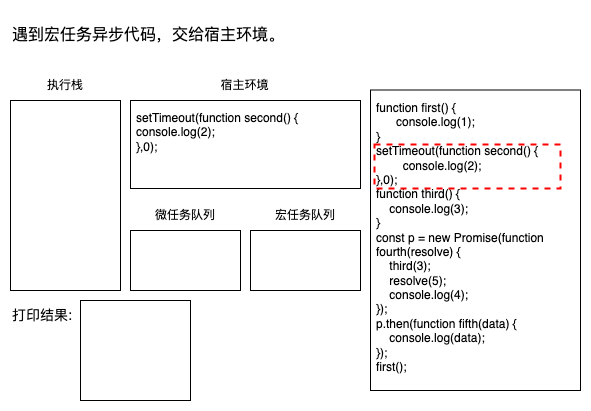 遇到宏任务异步代码，交给宿主环境。
执行栈
宿主环境
setTimeout(function second() {
console.log(2);
},0);
微任务队列
宏任务队列
打印结果:
function first() {
console.log(1);
}
setTimeout(function second() {
console.log(2);
},0);
function third() {
console.log(3);
}
const p = new Promise(function
fourth(resolve) {
third(3);
resolve(5);
console.log(4);
});
p.then(function fifth(data) {
console.log(data);
});
first();